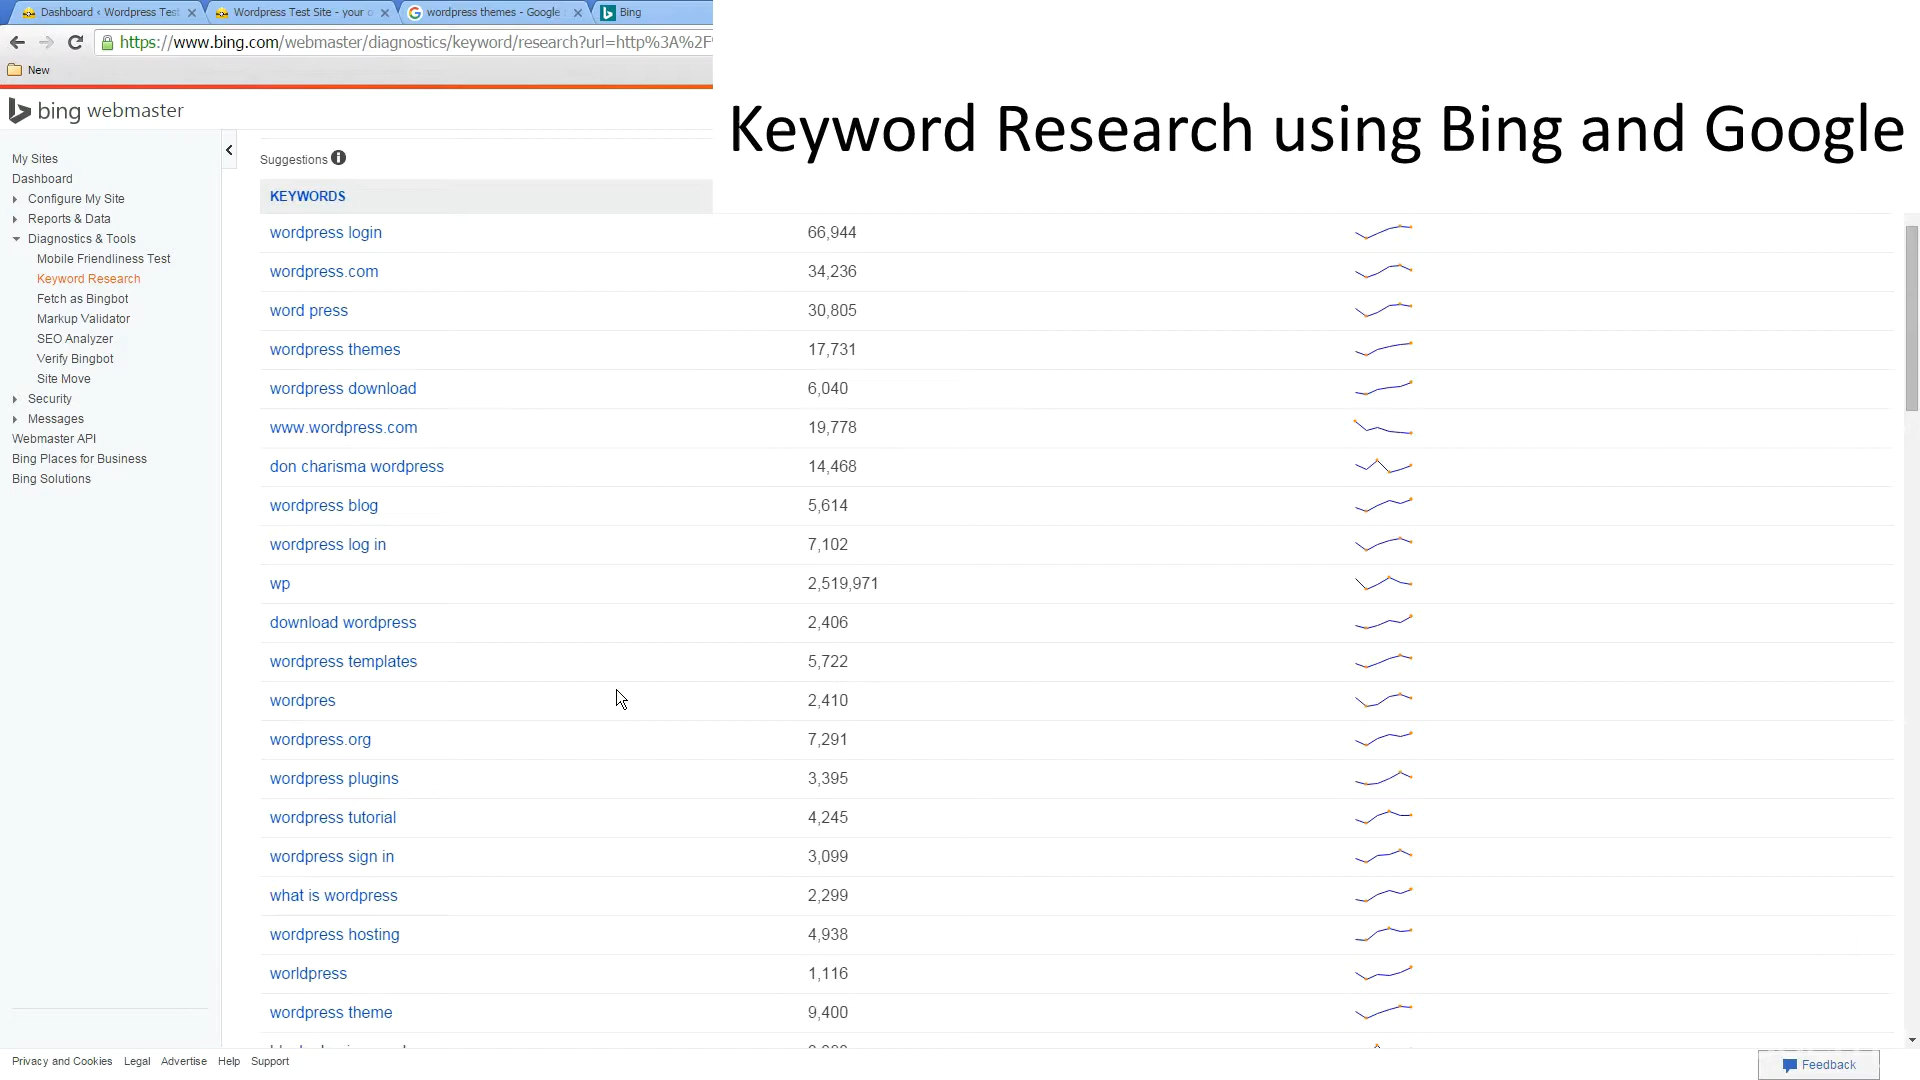 Dashboard ‹ Wordpress Test
Wordpress Test Site - your o
wordpress themes - Google
Bing
https://www.bing.com/webmaster/diagnostics/keyword/research?url=http%3A%2F
New
bing webmaster
Keyword Research using Bing and Google
My Sites
Dashboard
Configure My Site
Reports & Data
Diagnostics & Tools
Mobile Friendliness Test
Keyword Research
Fetch as Bingbot
Markup Validator
SEO Analyzer
Verify Bingbot
Site Move
Security
Messages
Webmaster API
Bing Places for Business
Bing Solutions
Suggestions
KEYWORDS
wordpress login 66,944
wordpress.com 34,236
word press 30,805
wordpress themes 17,731
wordpress download 6,040
www.wordpress.com 19,778
don charisma wordpress 14,468
wordpress blog 5,614
wordpress log in 7,102
wp 2,519,971
download wordpress 2,406
wordpress templates 5,722
wordpres 2,410
wordpress.org 7,291
wordpress plugins 3,395
wordpress tutorial 4,245
wordpress sign in 3,099
what is wordpress 2,299
wordpress hosting 4,938
worldpress 1,116
wordpress theme 9,400
Privacy and Cookies Legal Advertise Help Support
Feedback